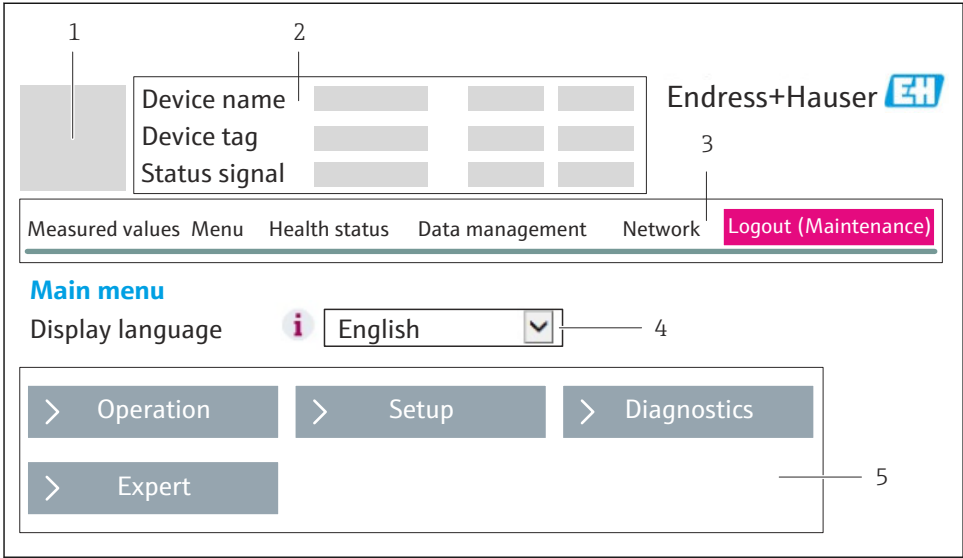 1
2
Device name
Endress+Hauser EH
Device tag
3
Status signal
Measured values Menu Health status Data management Network Logout (Maintenance)
Main menu
Display language i English 4
> Operation > Setup > Diagnostics
> Expert 5